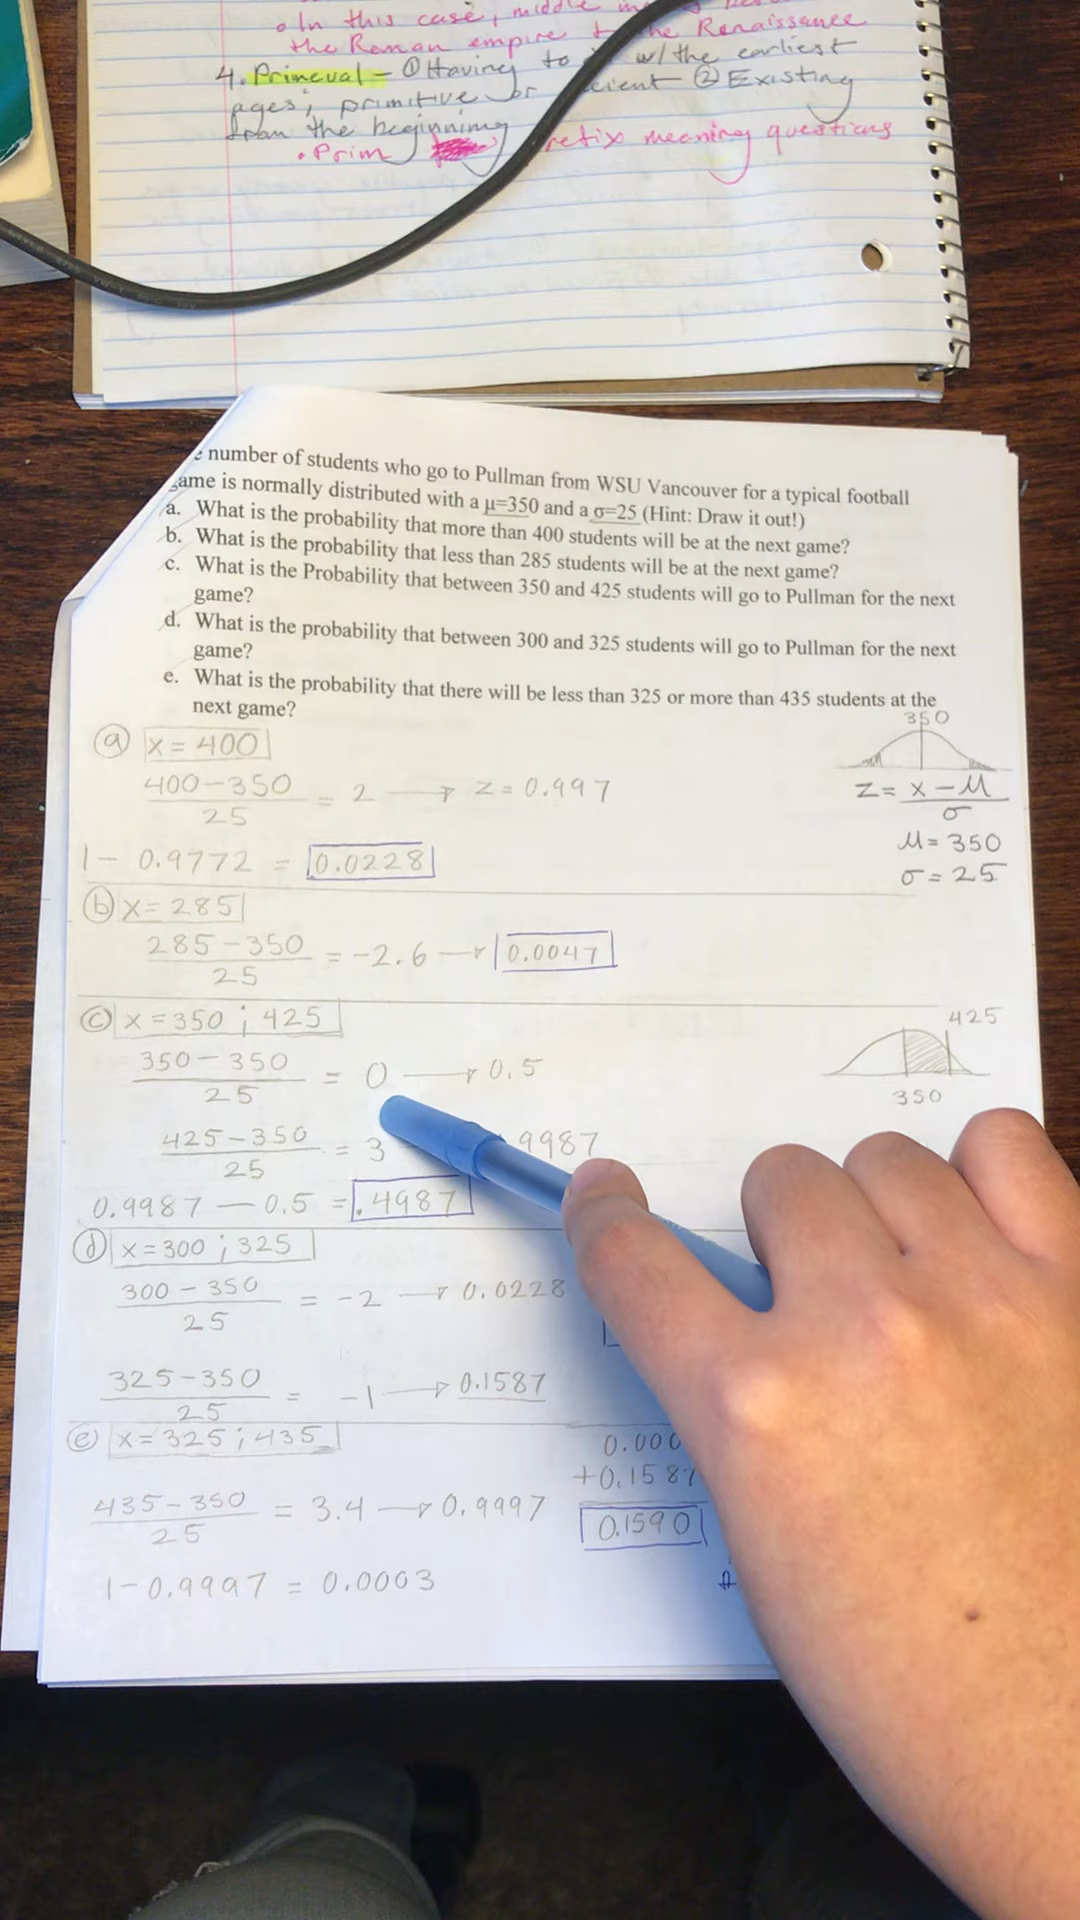 o In this case, middle
the Roman empire the Renaissance
4. Primeval - ① Having to w/ the earliest
ages; primitive or cient ② Existing
from the beginning
• Prim refix meaning questions
number of students who go to Pullman from WSU Vancouver for a typical football
game is normally distributed with a μ=350 and a σ=25 (Hint: Draw it out!)
a. What is the probability that more than 400 students will be at the next game?
b. What is the probability that less than 285 students will be at the next game?
c. What is the Probability that between 350 and 425 students will go to Pullman for the next
game?
d. What is the probability that between 300 and 325 students will go to Pullman for the next
game?
e. What is the probability that there will be less than 325 or more than 435 students at the
next game?
350
ⓐ x = 400
400-350 / 25 = 2 → z = 0.997
z = x - μ / σ
μ = 350
σ = 25
1 - 0.9772 = 0.0228
ⓑ x = 285
285-350 / 25 = -2.6 → 0.0047
ⓒ x = 350 ; 425
425
350-350 / 25 = 0 → 0.5
350
425-350 / 25 = 3 9987
0.9987 - 0.5 = .4987
ⓓ x = 300 ; 325
300-350 / 25 = -2 → 0.0228
325-350 / 25 = -1 → 0.1587
ⓔ x = 325 ; 435
0.000
+0.1587
435-350 / 25 = 3.4 → 0.9997
0.1590
1-0.9997 = 0.0003